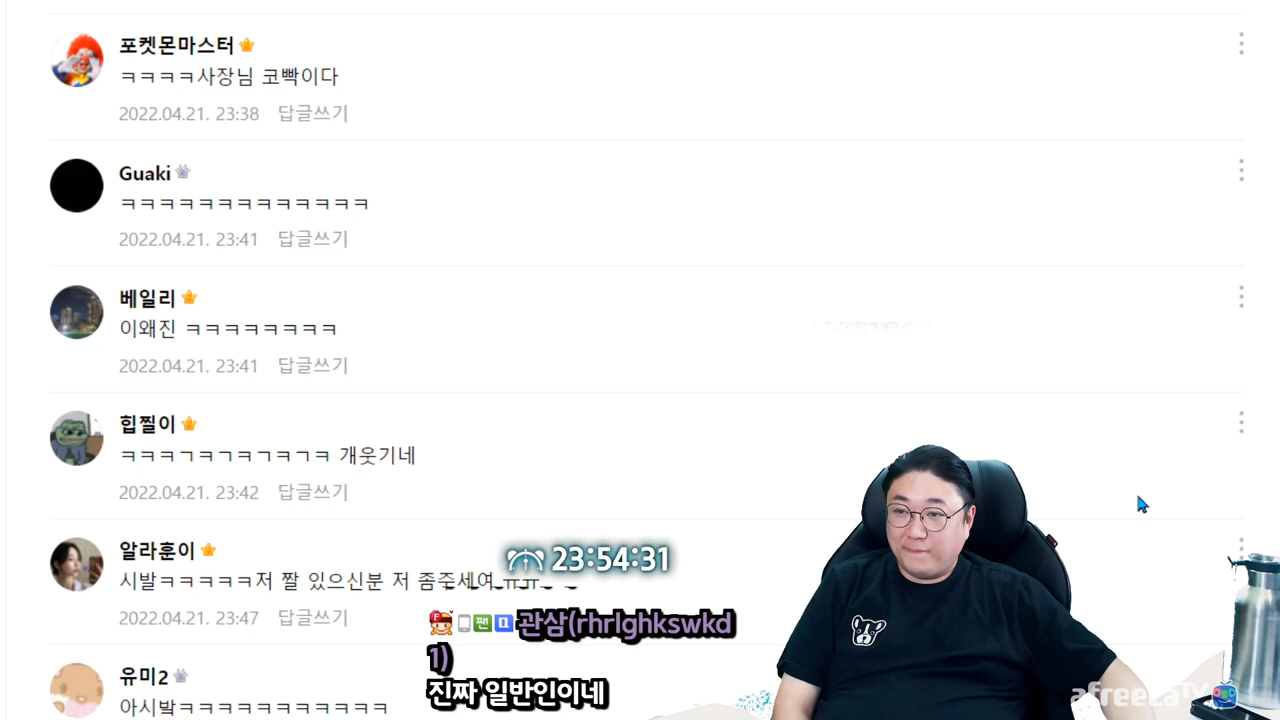 포켓몬마스터
ㅋㅋㅋㅋ사장님 코빡이다
2022.04.21. 23:38 답글쓰기
Guaki
ㅋㅋㅋㅋㅋㅋㅋㅋㅋㅋㅋㅋㅋ
2022.04.21. 23:41 답글쓰기
베일리
이왜진 ㅋㅋㅋㅋㅋㅋㅋㅋ
2022.04.21. 23:41 답글쓰기
힙찔이
ㅋㅋㅋㄱㅋㄱㅋㄱㅋㄱㅋ 개웃기네
2022.04.21. 23:42 답글쓰기
알라훈이
시발ㅋㅋㅋㅋㅋ저 짤 있으신분 저 좀주세여
2022.04.21. 23:47 답글쓰기
23:54:31
관삼(rhrlghkswkd
1)
진짜 일반인이네
유미2
아시발ㅋㅋㅋㅋㅋㅋㅋㅋㅋㅋㅋ
afreecaTV